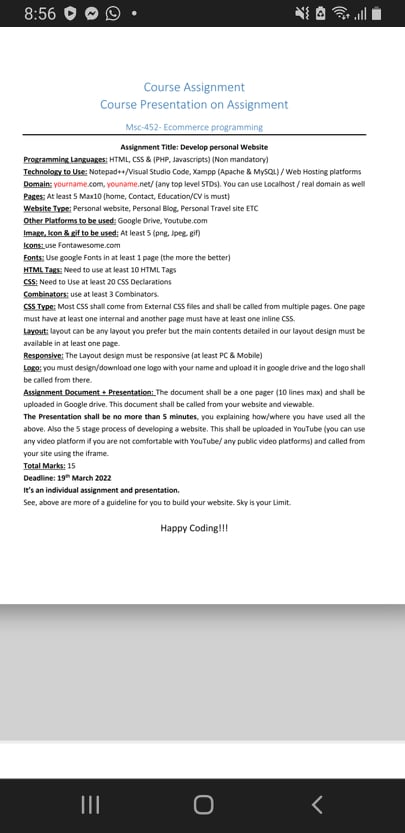 8:56
Course Assignment
Course Presentation on Assignment
Msc-452- Ecommerce programming
Assignment Title: Develop personal Website
Programming Languages: HTML, CSS & (PHP, Javascripts) (Non mandatory)
Technology to Use: Notepad++/Visual Studio Code, Xampp (Apache & MySQL) / Web Hosting platforms
Domain: yourname.com, youname.net/ (any top level STDs). You can use Localhost / real domain as well
Pages: At least 5 Max10 (home, Contact, Education/CV is must)
Website Type: Personal website, Personal Blog, Personal Travel site ETC
Other Platforms to be used: Google Drive, Youtube.com
Image, Icon & gif to be used: At least 5 (png, Jpeg, gif)
Icons: use Fontawesome.com
Fonts: Use google Fonts in at least 1 page (the more the better)
HTML Tags: Need to use at least 10 HTML Tags
CSS: Need to Use at least 20 CSS Declarations
Combinators: use at least 3 Combinators.
CSS Type: Most CSS shall come from External CSS files and shall be called from multiple pages. One page
must have at least one internal and another page must have at least one inline CSS.
Layout: layout can be any layout you prefer but the main contents detailed in our layout design must be
available in at least one page.
Responsive: The Layout design must be responsive (at least PC & Mobile)
Logo: you must design/download one logo with your name and upload it in google drive and the logo shall
be called from there.
Assignment Document + Presentation: The document shall be a one pager (10 lines max) and shall be
uploaded in Google drive. This document shall be called from your website and viewable.
The Presentation shall be no more than 5 minutes, you explaining how/where you have used all the
above. Also the 5 stage process of developing a website. This shall be uploaded in YouTube (you can use
any video platform if you are not comfortable with YouTube/ any public video platforms) and called from
your site using the iframe.
Total Marks: 15
Deadline: 19th March 2022
It's an individual assignment and presentation.
See, above are more of a guideline for you to build your website. Sky is your Limit.
Happy Coding!!!